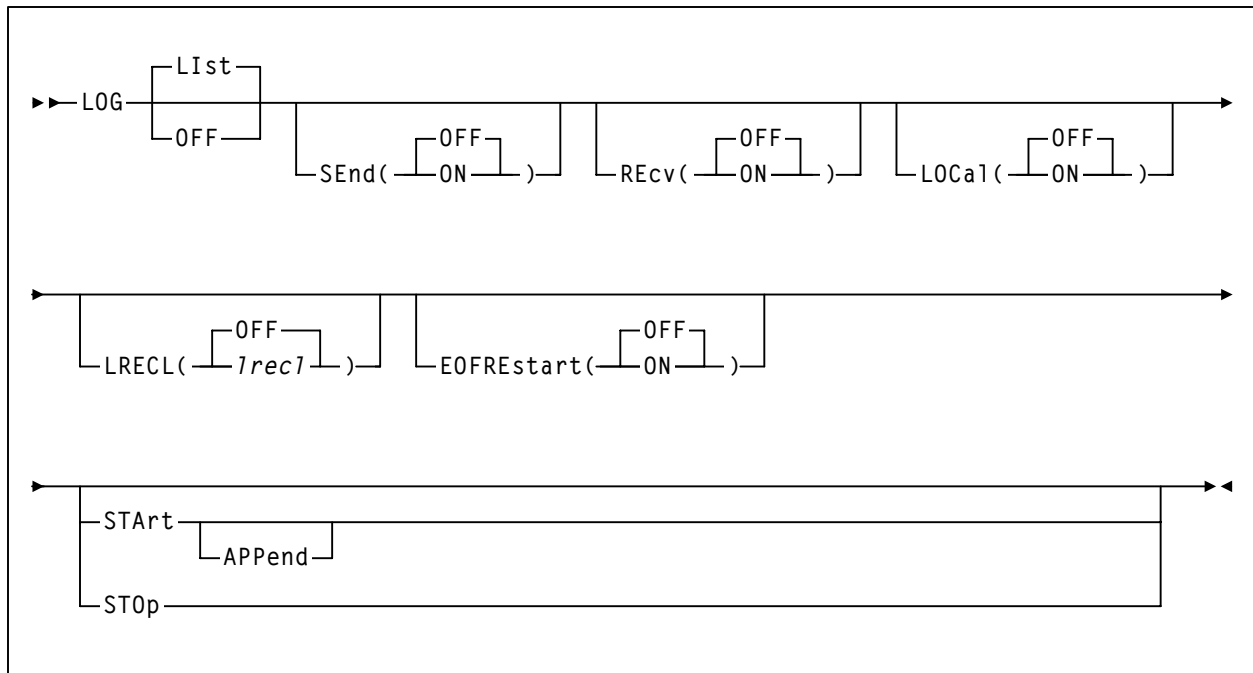 LIst
LOG
OFF
OFF OFF OFF
SEnd( ON ) REcv( ON ) LOCal( ON )
OFF OFF
LRECL( lrecl ) EOFREstart( ON )
STArt
APPend
STOp